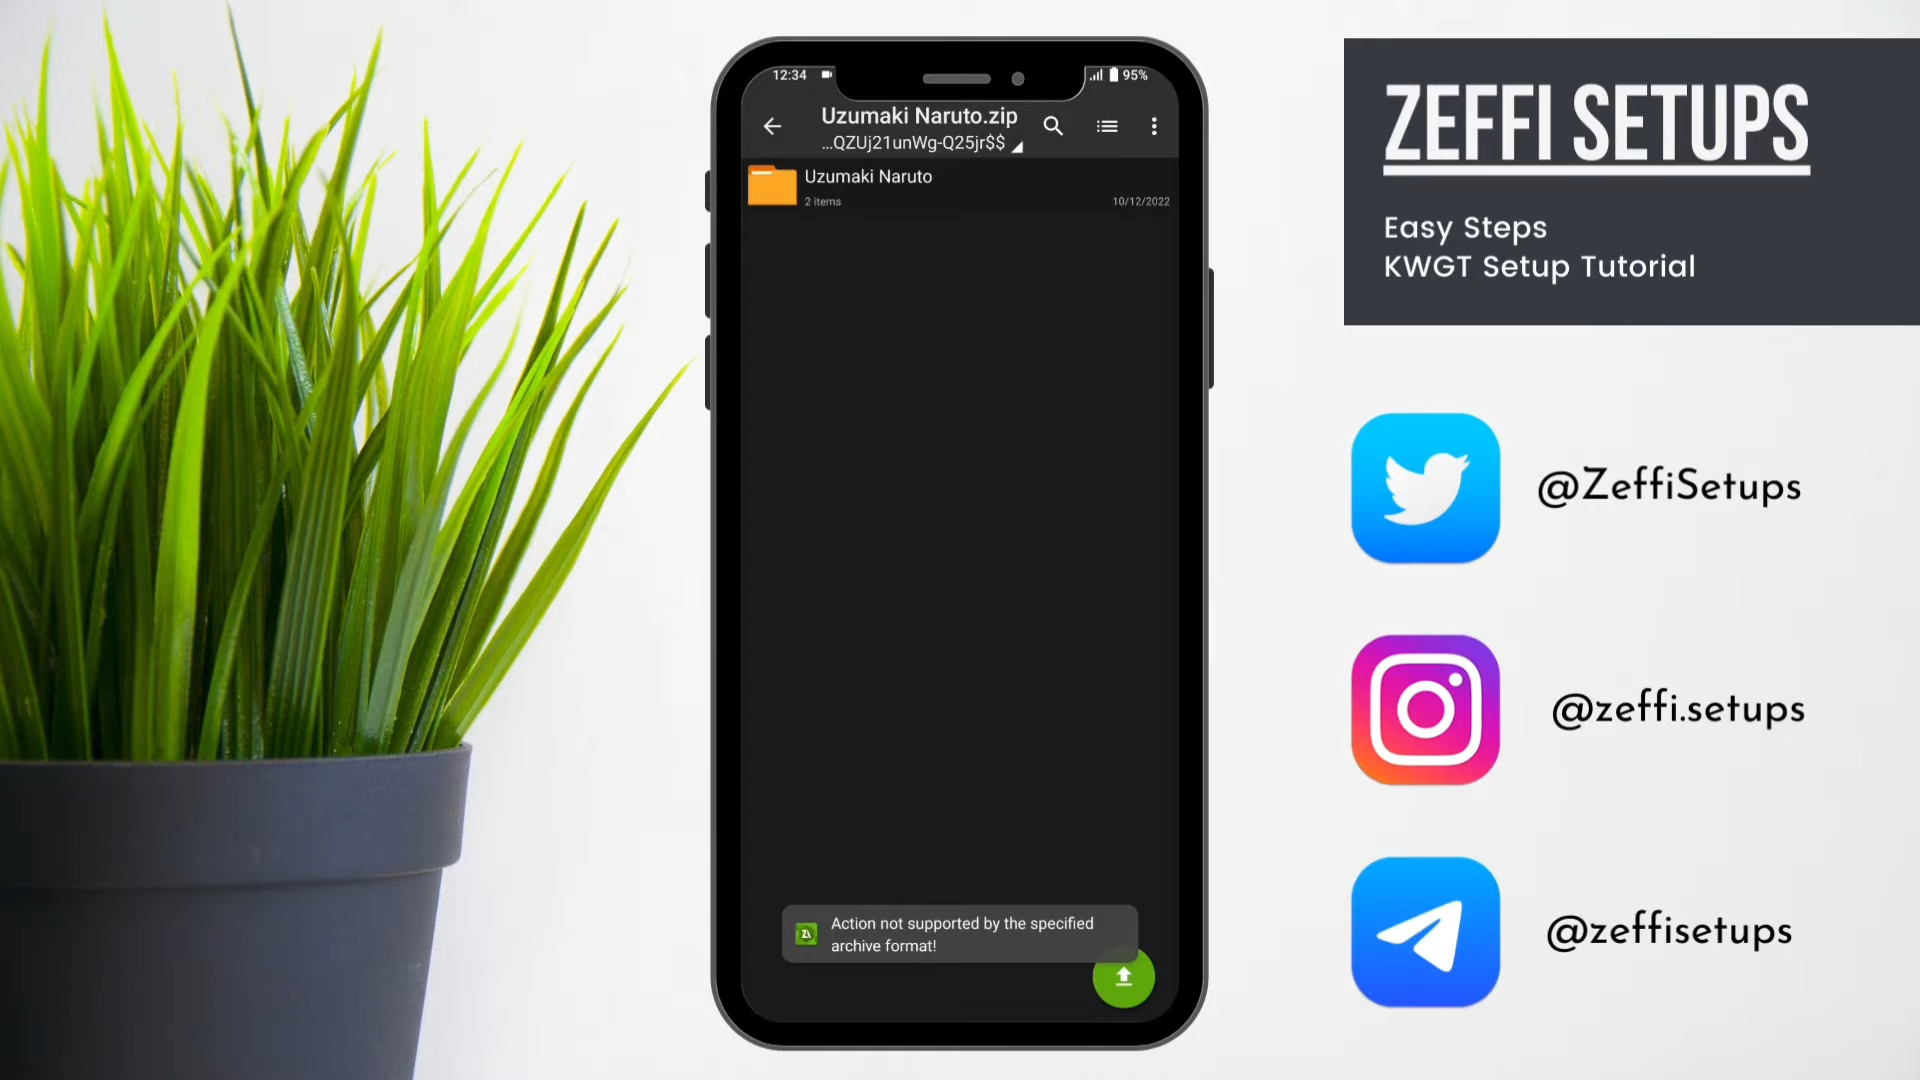 12:34
95%
Uzumaki Naruto.zip
...QZUj21unWg-Q25jr$$
Uzumaki Naruto
2 items
10/12/2022
Action not supported by the specified
archive format!
ZEFFI SETUPS
Easy Steps
KWGT Setup Tutorial
@ZeffiSetups
@zeffi.setups
@zeffisetups